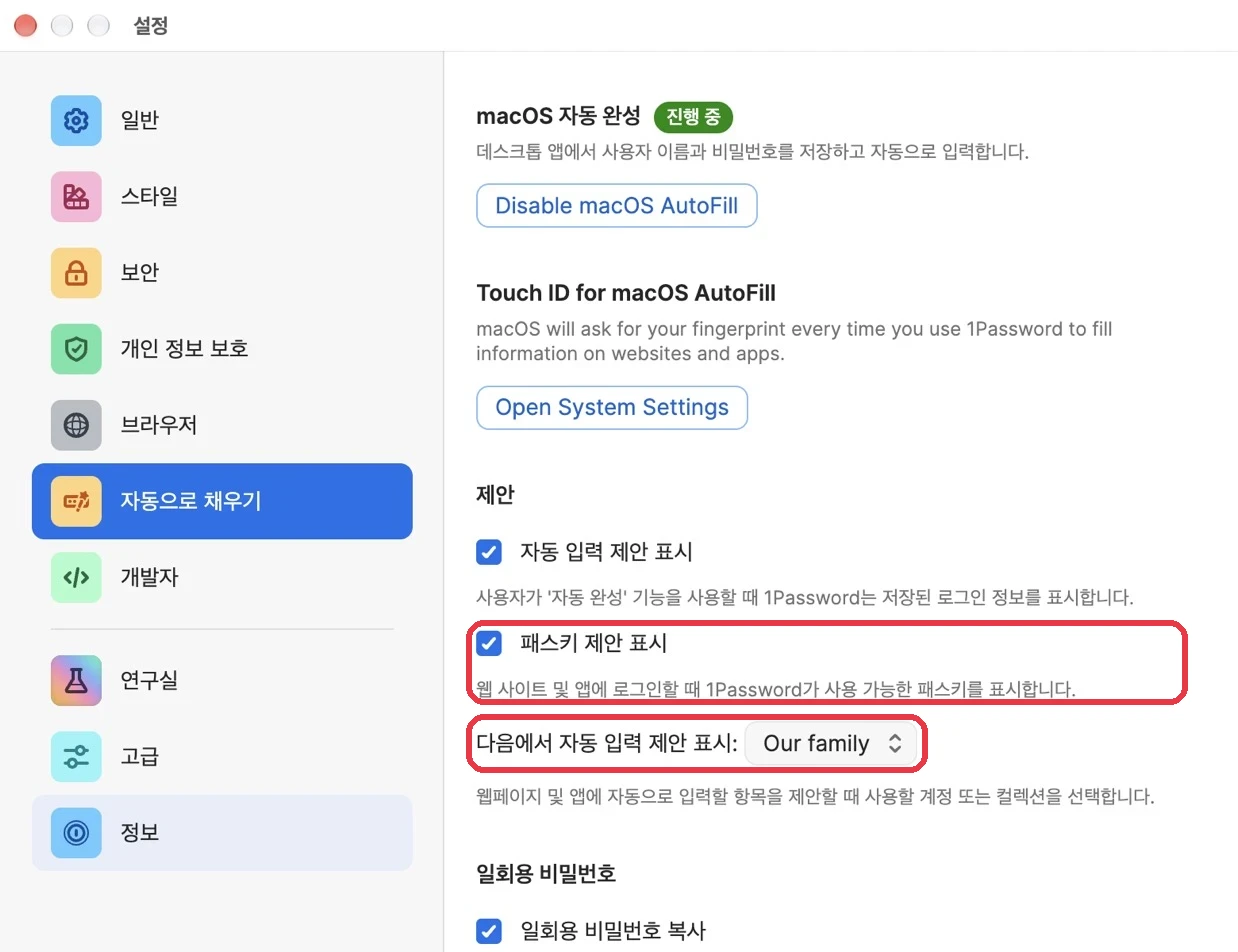 설정
일반
스타일
보안
개인 정보 보호
브라우저
자동으로 채우기
개발자
연구실
고급
정보
macOS 자동 완성 진행 중
데스크톱 앱에서 사용자 이름과 비밀번호를 저장하고 자동으로 입력합니다.
Disable macOS AutoFill
Touch ID for macOS AutoFill
macOS will ask for your fingerprint every time you use 1Password to fill
information on websites and apps.
Open System Settings
제안
자동 입력 제안 표시
사용자가 '자동 완성' 기능을 사용할 때 1Password는 저장된 로그인 정보를 표시합니다.
패스키 제안 표시
웹 사이트 및 앱에 로그인할 때 1Password가 사용 가능한 패스키를 표시합니다.
다음에서 자동 입력 제안 표시: Our family
웹페이지 및 앱에 자동으로 입력할 항목을 제안할 때 사용할 계정 또는 컬렉션을 선택합니다.
일회용 비밀번호
일회용 비밀번호 복사